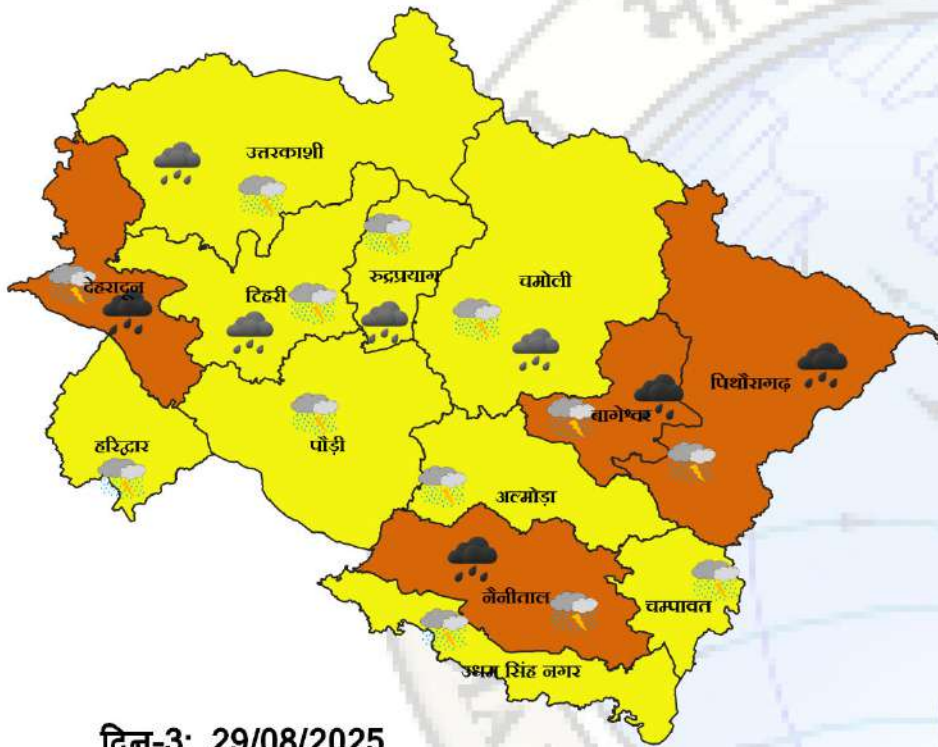 उत्तरकाशी
देहरादून
टिहरी
रुद्रप्रयाग
चमोली
पिथौरागढ़
बागेश्वर
हरिद्वार
पौड़ी
अल्मोड़ा
नैनीताल
चम्पावत
उधम सिंह नगर
दिन-3: 29/08/2025